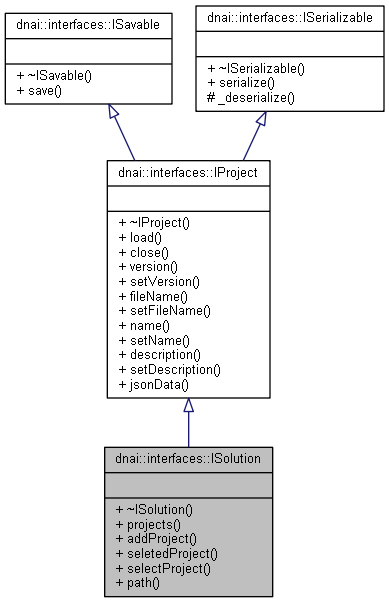 dnai::interfaces::ISavable
+ ~ISavable()
+ save()
dnai::interfaces::ISerializable
+ ~ISerializable()
+ serialize()
# _deserialize()
dnai::interfaces::IProject
+ ~IProject()
+ load()
+ close()
+ version()
+ setVersion()
+ fileName()
+ setFileName()
+ name()
+ setName()
+ description()
+ setDescription()
+ jsonData()
dnai::interfaces::ISolution
+ ~ISolution()
+ projects()
+ addProject()
+ seletedProject()
+ selectProject()
+ path()